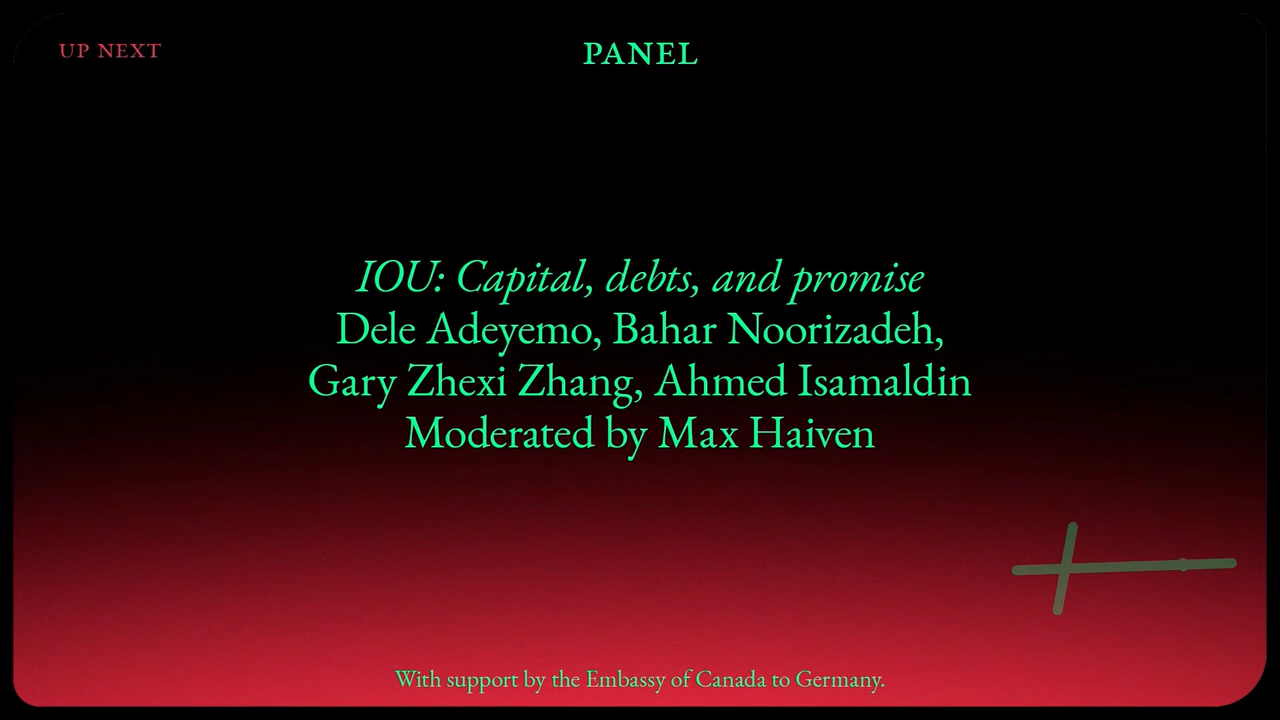 UP NEXT
PANEL
IOU: Capital, debts, and promise
Dele Adeyemo, Bahar Noorizadeh,
Gary Zhexi Zhang, Ahmed Isamaldin
Moderated by Max Haiven
With support by the Embassy of Canada to Germany.